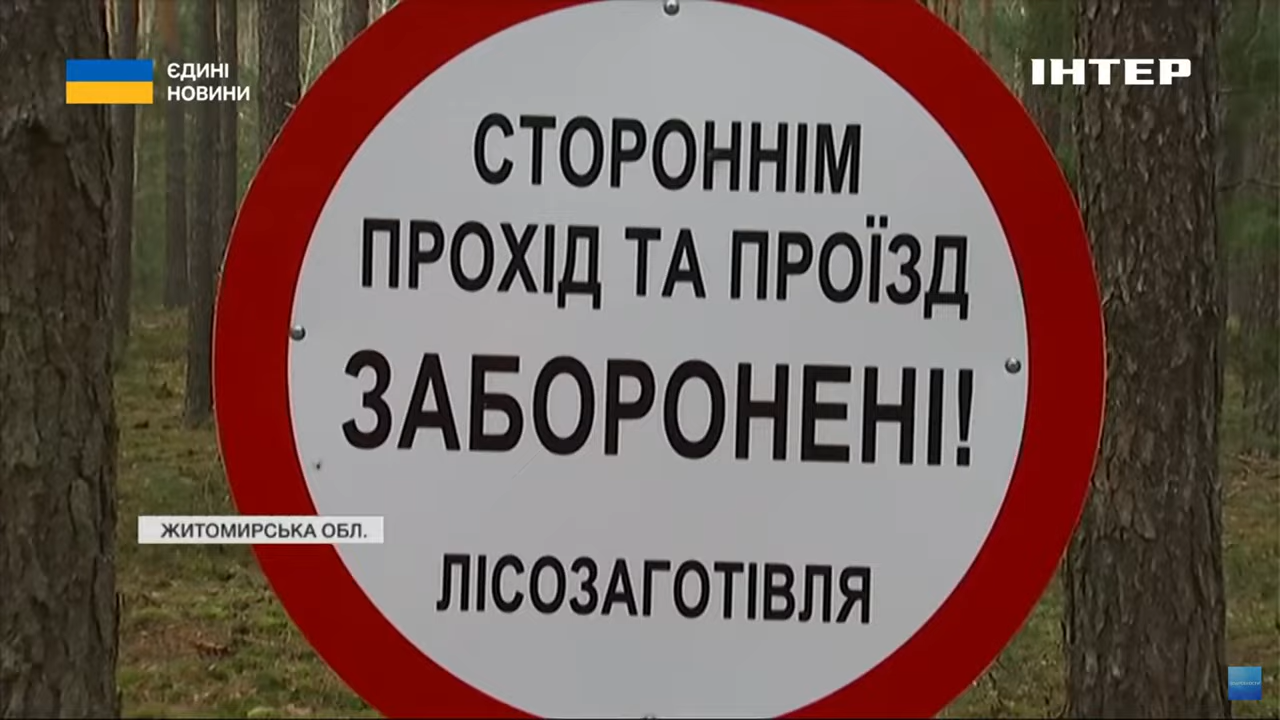 ЄДИНІ
НОВИНИ
ІНТЕР
СТОРОННІМ
ПРОХІД ТА ПРОЇЗД
ЗАБОРОНЕНІ!
ЖИТОМИРСЬКА ОБЛ.
ЛІСОЗАГОТІВЛЯ